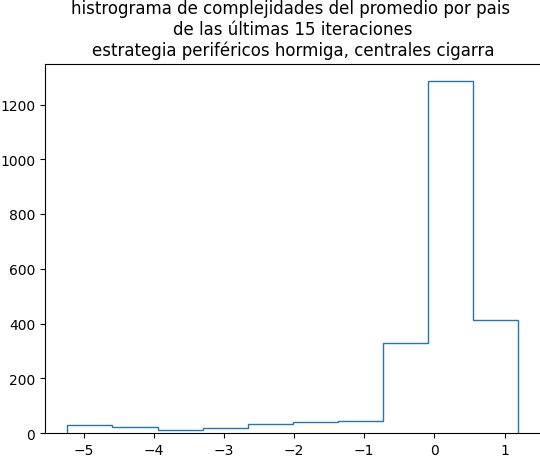 histrograma de complejidades del promedio por pais
de las últimas 15 iteraciones
estrategia periféricos hormiga, centrales cigarra
1200
1000
800
600
400
200
0
−5 −4 −3 −2 −1 0 1